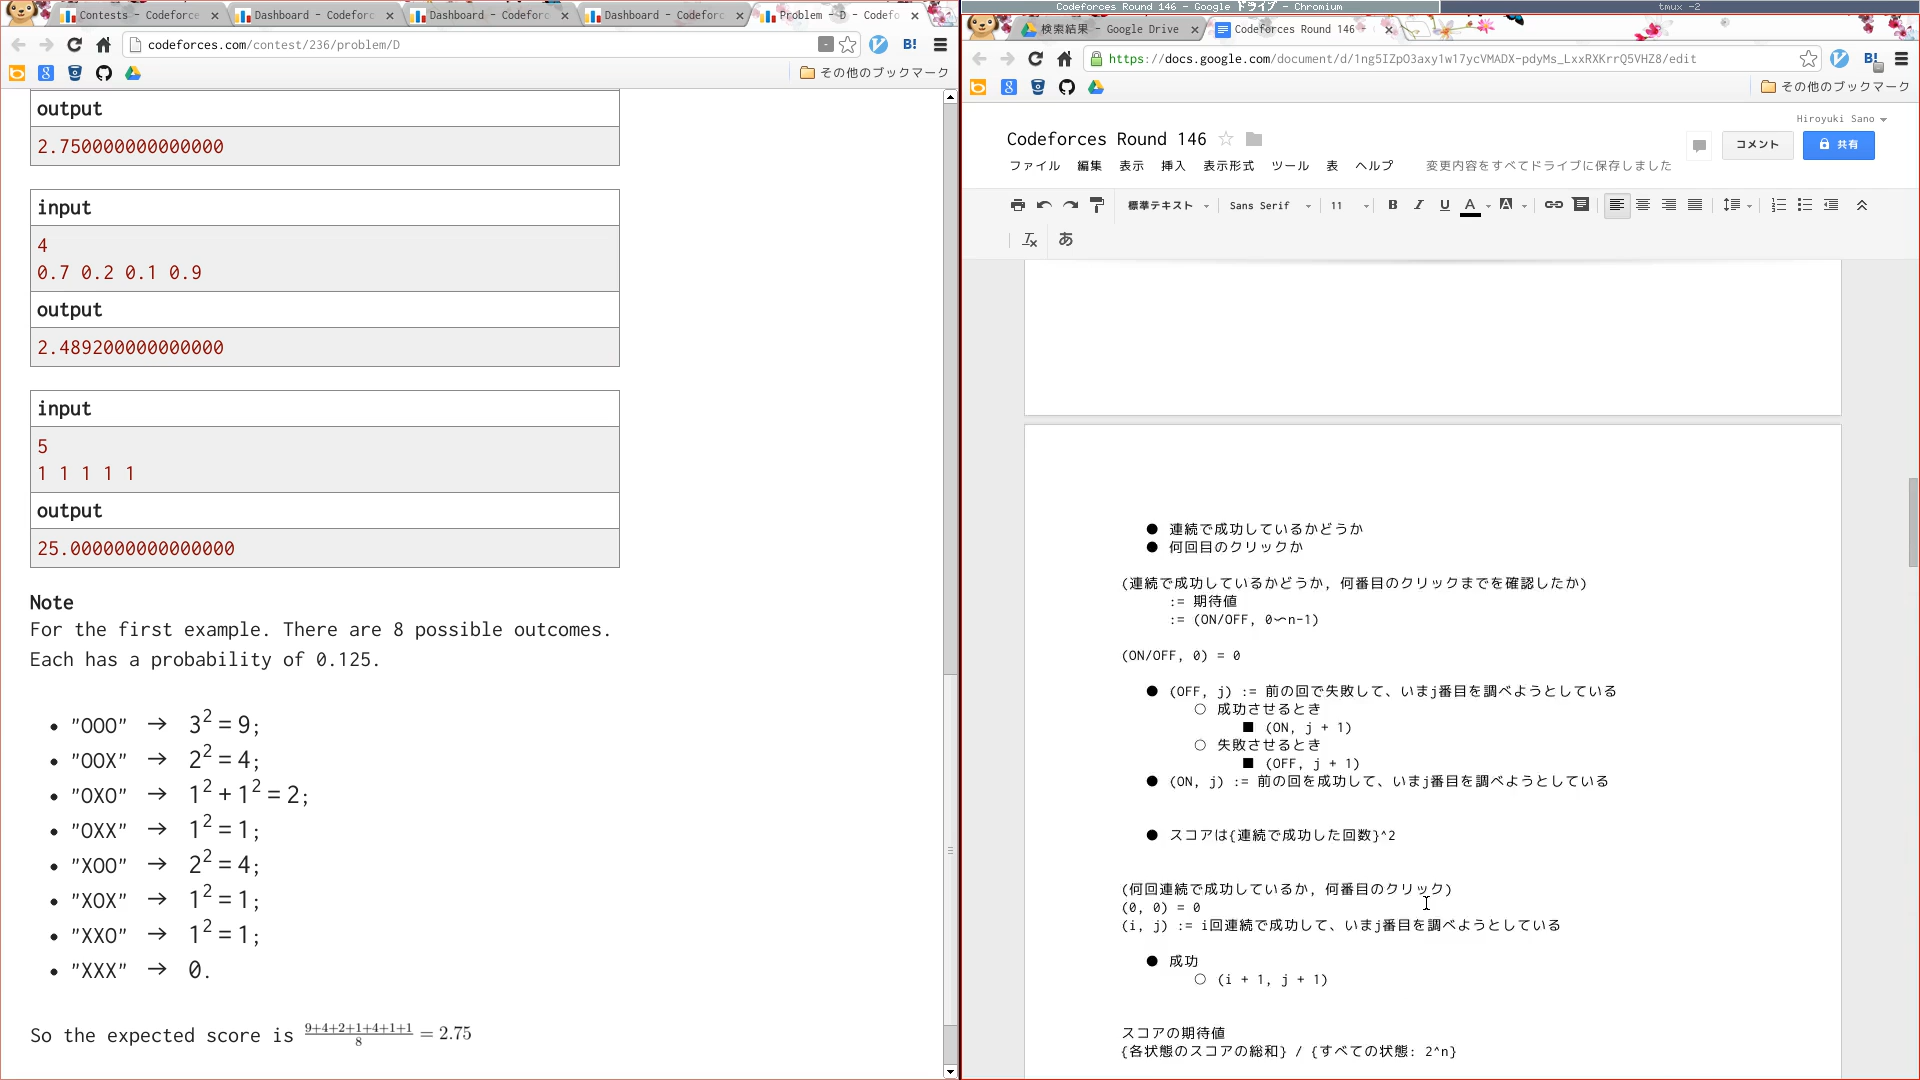 Contests - Codeforce
Dashboard - Codeforc
Dashboard - Codeforc
Dashboard - Codeforc
Problem - D - Codefo
codeforces.com/contest/236/problem/D
B!
その他のブックマーク
output
2.750000000000000
input
4
0.7 0.2 0.1 0.9
output
2.489200000000000
input
5
1 1 1 1 1
output
25.000000000000000
Note
For the first example. There are 8 possible outcomes.
Each has a probability of 0.125.
"OOO" → 3² = 9;
"OOX" → 2² = 4;
"OXO" → 1² + 1² = 2;
"OXX" → 1² = 1;
"XOO" → 2² = 4;
"XOX" → 1² = 1;
"XXO" → 1² = 1;
"XXX" → 0.
So the expected score is (9+4+2+1+4+1+1)/8 = 2.75
Codeforces Round 146 - Google ドライブ - Chromium
tmux -2
検索結果 - Google Drive
Codeforces Round 146 -
https://docs.google.com/document/d/1ng5IZpO3axy1w17ycVMADX-pdyMs_LxxRXKrrQ5VHZ8/edit
B!
その他のブックマーク
Hiroyuki Sano
Codeforces Round 146
コメント
共有
ファイル 編集 表示 挿入 表示形式 ツール 表 ヘルプ 変更内容をすべてドライブに保存しました
標準テキスト Sans Serif 11 B I U A A
あ
● 連続で成功しているかどうか
● 何回目のクリックか
(連続で成功しているかどうか, 何番目のクリックまでを確認したか)
:= 期待値
:= (ON/OFF, 0〜n-1)
(ON/OFF, 0) = 0
● (OFF, j) := 前の回で失敗して、いまj番目を調べようとしている
○ 成功させるとき
■ (ON, j + 1)
○ 失敗させるとき
■ (OFF, j + 1)
● (ON, j) := 前の回を成功して、いまj番目を調べようとしている
● スコアは{連続で成功した回数}^2
(何回連続で成功しているか, 何番目のクリック)
(0, 0) = 0
(i, j) := i回連続で成功して、いまj番目を調べようとしている
● 成功
○ (i + 1, j + 1)
スコアの期待値
{各状態のスコアの総和} / {すべての状態: 2^n}